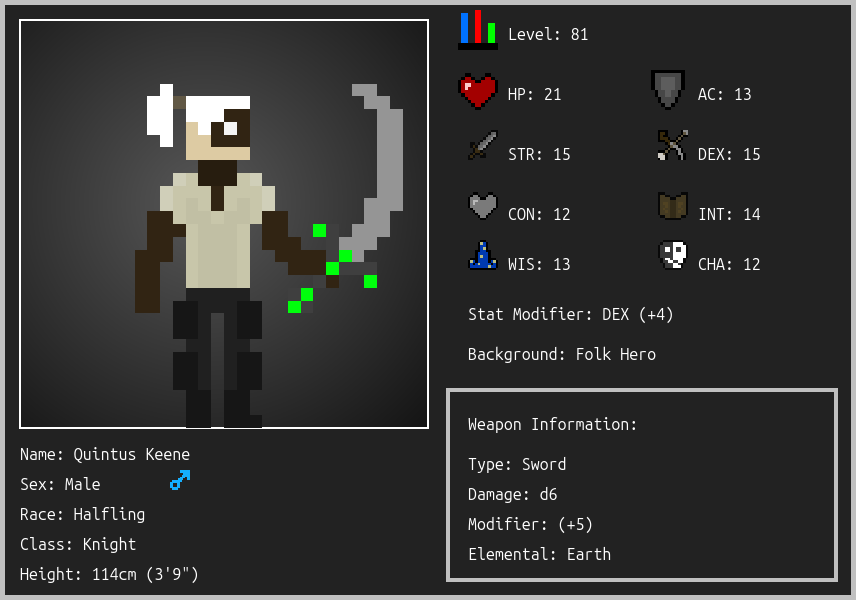 Level: 81
HP: 21
AC: 13
STR: 15
DEX: 15
CON: 12
INT: 14
WIS: 13
CHA: 12
Stat Modifier: DEX (+4)
Background: Folk Hero
Weapon Information:
Type: Sword
Damage: d6
Modifier: (+5)
Elemental: Earth
Name: Quintus Keene
Sex: Male
Race: Halfling
Class: Knight
Height: 114cm (3'9")